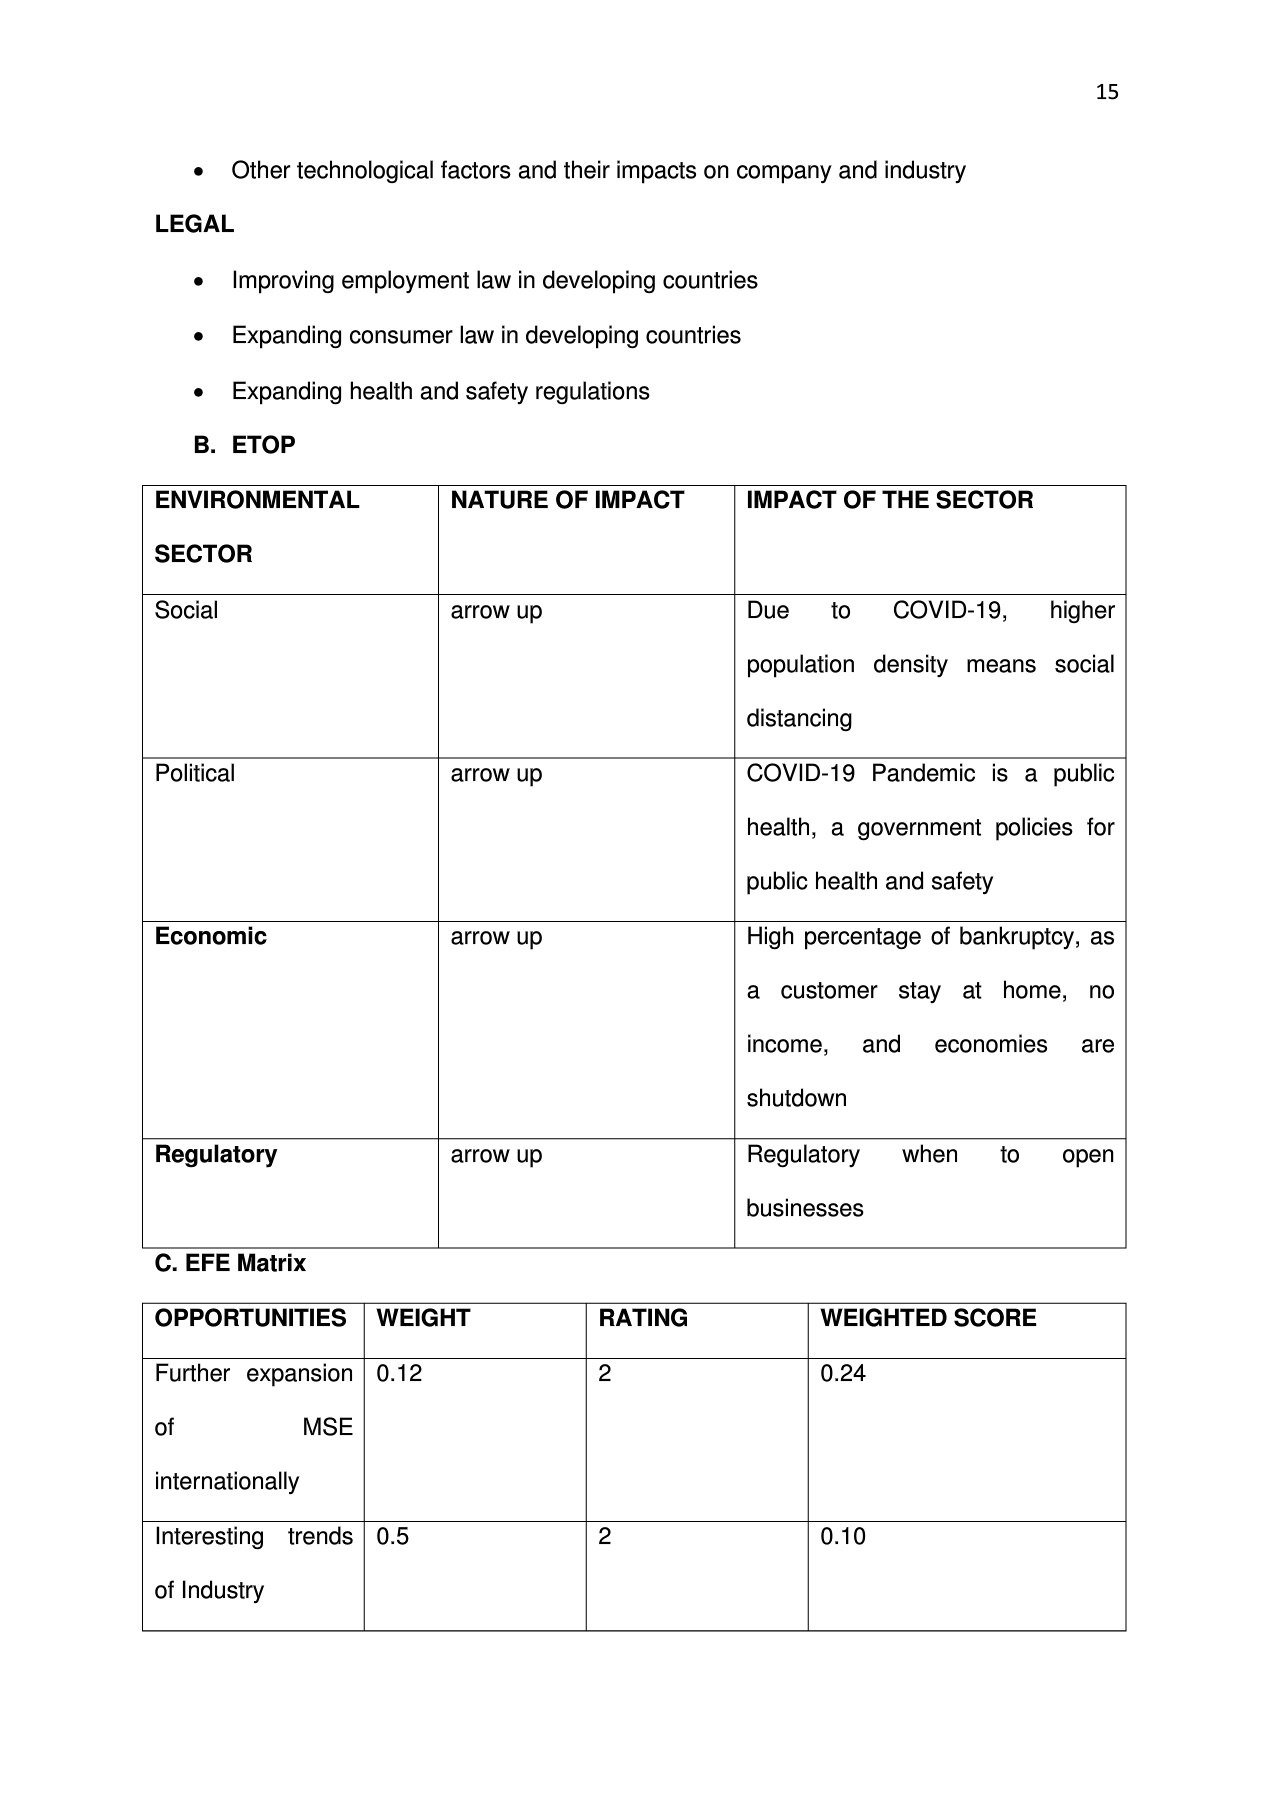 15
• Other technological factors and their impacts on company and industry
LEGAL
• Improving employment law in developing countries
• Expanding consumer law in developing countries
• Expanding health and safety regulations
B. ETOP
ENVIRONMENTAL
SECTOR
NATURE OF IMPACT
IMPACT OF THE SECTOR
Social
arrow up
Due to COVID-19, higher
population density means social
distancing
Political
arrow up
COVID-19 Pandemic is a public
health, a government policies for
public health and safety
Economic
arrow up
High percentage of bankruptcy, as
a customer stay at home, no
income, and economies are
shutdown
Regulatory
arrow up
Regulatory when to open
businesses
C. EFE Matrix
OPPORTUNITIES
WEIGHT
RATING
WEIGHTED SCORE
Further expansion
of MSE
internationally
0.12
2
0.24
Interesting trends
of Industry
0.5
2
0.10